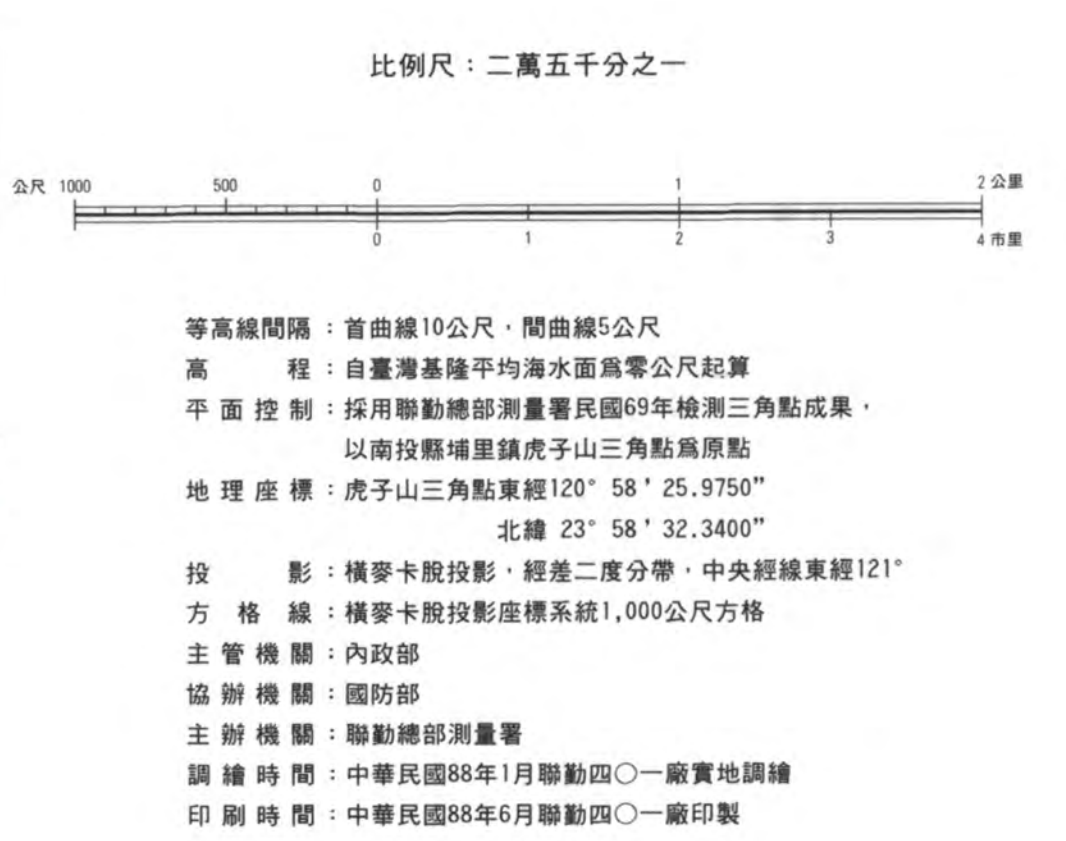 比例尺：二萬五千分之一
公尺 1000 500 0 1 2 公里
0 1 2 3 4 市里
等高線間隔：首曲線10公尺，間曲線5公尺
高程：自臺灣基隆平均海水面爲零公尺起算
平面控制：採用聯勤總部測量署民國69年檢測三角點成果，
以南投縣埔里鎮虎子山三角點爲原點
地理座標：虎子山三角點東經120° 58’ 25.9750”
北緯 23° 58’ 32.3400”
投影：橫麥卡脫投影，經差二度分帶，中央經線東經121°
方格線：橫麥卡脫投影座標系統1,000公尺方格
主管機關：內政部
協辦機關：國防部
主辦機關：聯勤總部測量署
調繪時間：中華民國88年1月聯勤四○一廠實地調繪
印刷時間：中華民國88年6月聯勤四○一廠印製